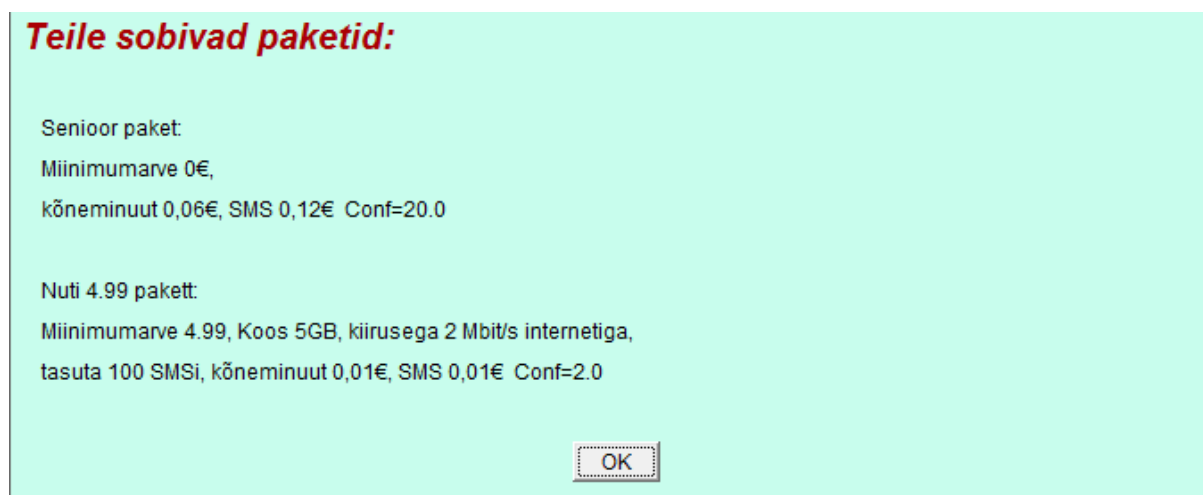 Teile sobivad paketid:
Senioor paket:
Miinimumarve 0€,
kõneminuut 0,06€, SMS 0,12€ Conf=20.0
Nuti 4.99 pakett:
Miinimumarve 4.99, Koos 5GB, kiirusega 2 Mbit/s internetiga,
tasuta 100 SMSi, kõneminuut 0,01€, SMS 0,01€ Conf=2.0
OK